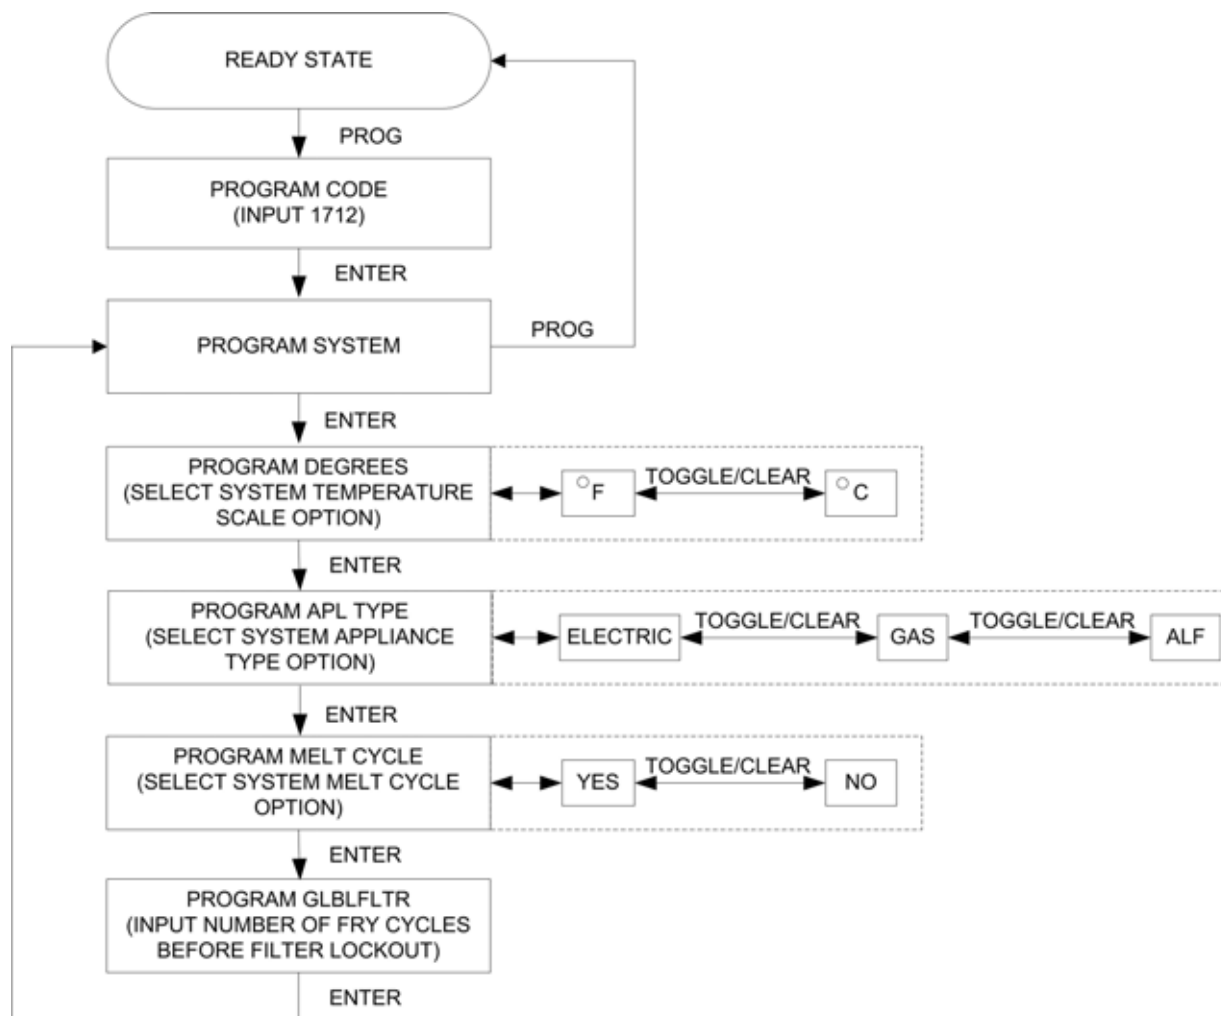 READY STATE
PROG
PROGRAM CODE
(INPUT 1712)
ENTER
PROGRAM SYSTEM
PROG
ENTER
PROGRAM DEGREES
(SELECT SYSTEM TEMPERATURE
SCALE OPTION)
°F
TOGGLE/CLEAR
°C
ENTER
PROGRAM APL TYPE
(SELECT SYSTEM APPLIANCE
TYPE OPTION)
ELECTRIC
TOGGLE/CLEAR
GAS
TOGGLE/CLEAR
ALF
ENTER
PROGRAM MELT CYCLE
(SELECT SYSTEM MELT CYCLE
OPTION)
YES
TOGGLE/CLEAR
NO
ENTER
PROGRAM GLBLFLTR
(INPUT NUMBER OF FRY CYCLES
BEFORE FILTER LOCKOUT)
ENTER